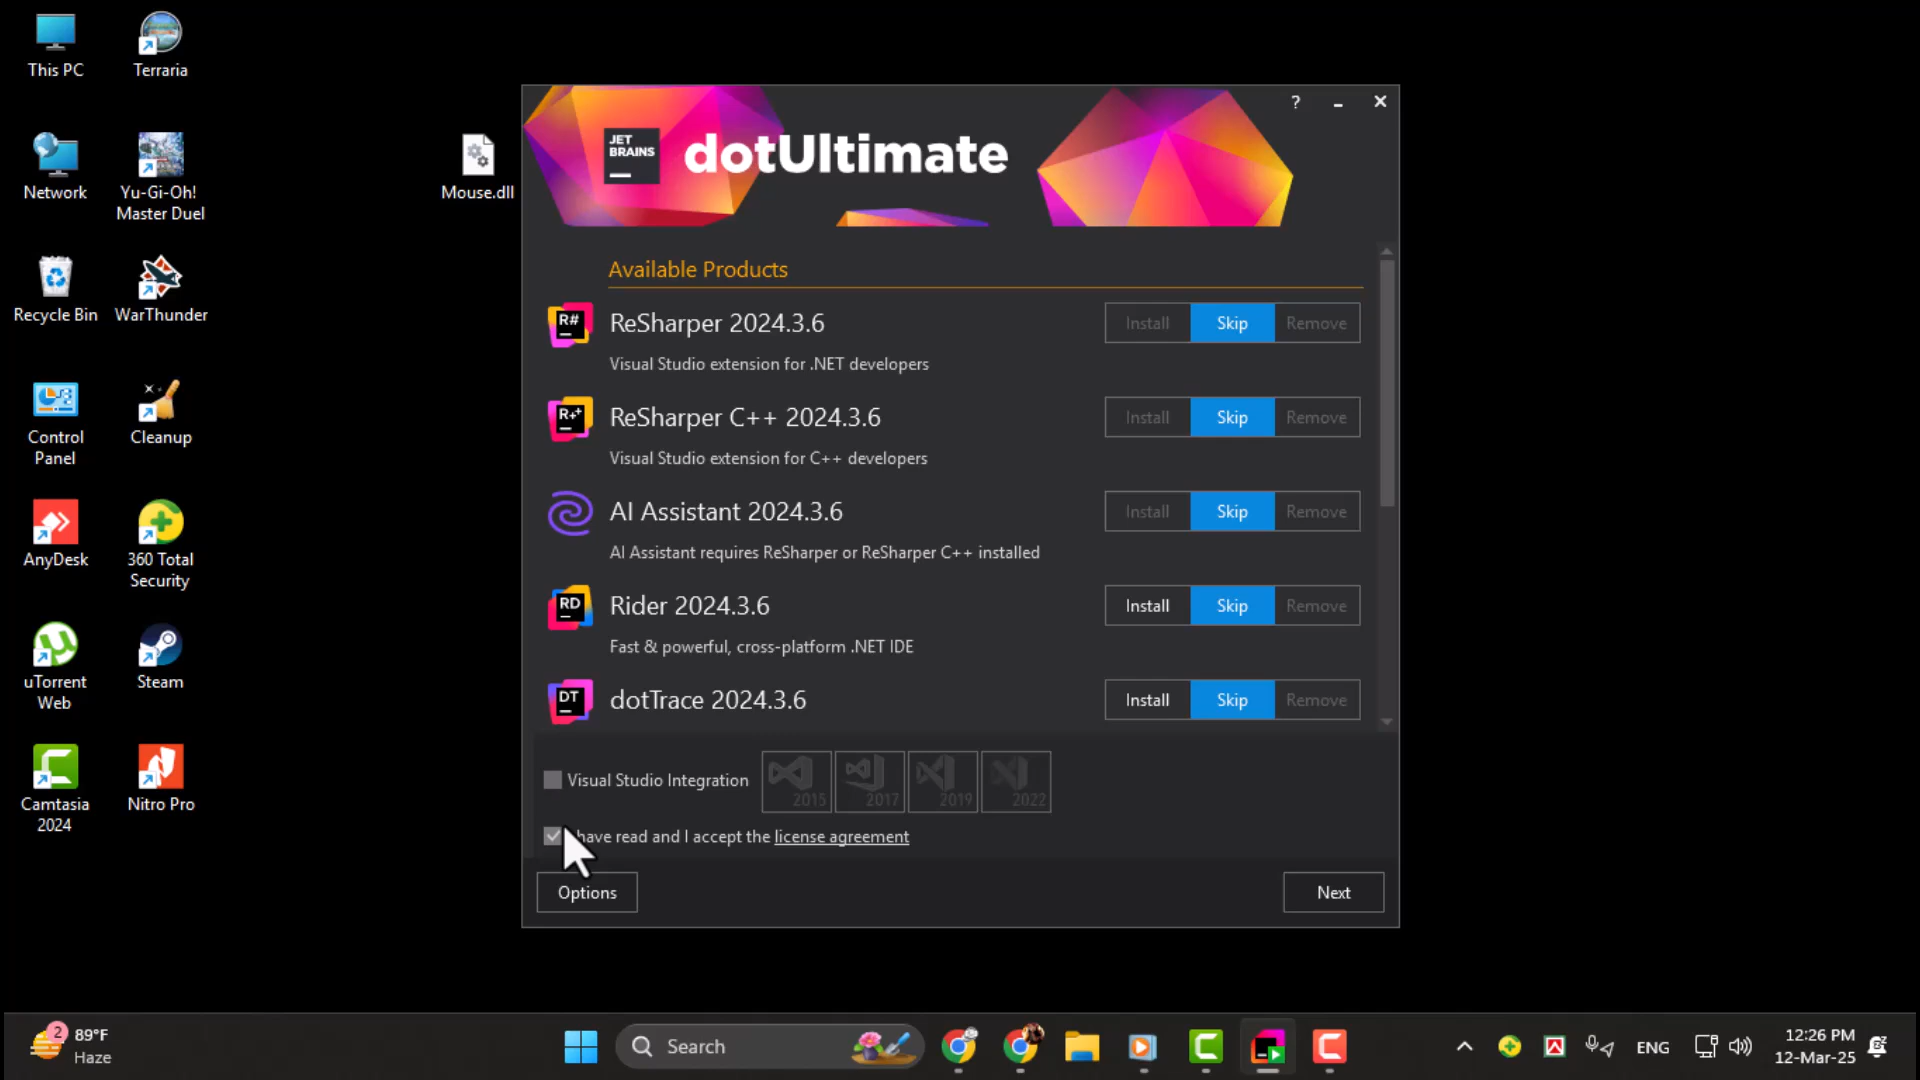 This PC
Terraria
Network
Yu-Gi-Oh!
Master Duel
Mouse.dll
Recycle Bin
WarThunder
Control
Panel
Cleanup
AnyDesk
360 Total
Security
uTorrent
Web
Steam
Camtasia
2024
Nitro Pro
? _ ×
JET
BRAINS
dotUltimate
Available Products
R#
ReSharper 2024.3.6
Install Skip Remove
Visual Studio extension for .NET developers
R++
ReSharper C++ 2024.3.6
Install Skip Remove
Visual Studio extension for C++ developers
AI Assistant 2024.3.6
Install Skip Remove
AI Assistant requires ReSharper or ReSharper C++ installed
RD
Rider 2024.3.6
Install Skip Remove
Fast & powerful, cross-platform .NET IDE
DT
dotTrace 2024.3.6
Install Skip Remove
Visual Studio Integration
2015 2017 2019 2022
have read and I accept the license agreement
Options
Next
2
89°F
Haze
Search
ENG
12:26 PM
12-Mar-25